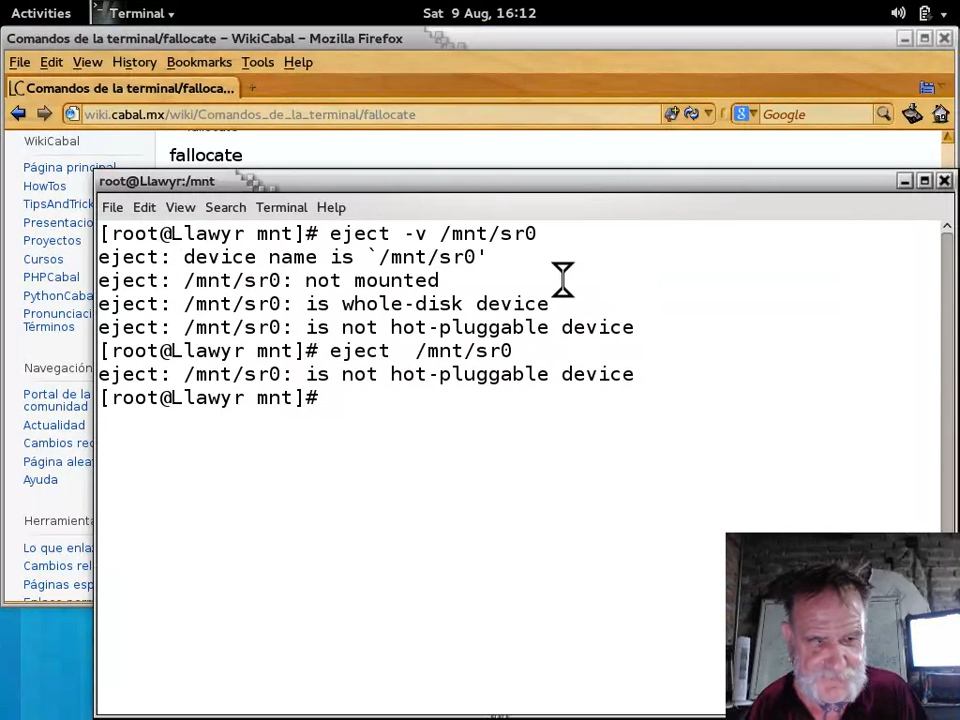 Activities
Terminal
Sat 9 Aug, 16:12
Comandos de la terminal/fallocate – WikiCabal – Mozilla Firefox
File Edit View History Bookmarks Tools Help
Comandos de la terminal/falloca...
wiki.cabal.mx/wiki/Comandos_de_la_terminal/fallocate
Google
WikiCabal
fallocate
Página principal
HowTos
TipsAndTrick
Presentacio
Proyectos
Cursos
PHPCabal
PythonCaba
Pronunciaci
Términos
Navegación
Portal de la
comunidad
Actualidad
Cambios rec
Página aleat
Ayuda
Herramienta
Lo que enlaz
Cambios rel
Páginas esp
root@Llawyr:/mnt
File Edit View Search Terminal Help
[root@Llawyr mnt]# eject -v /mnt/sr0
eject: device name is `/mnt/sr0'
eject: /mnt/sr0: not mounted
eject: /mnt/sr0: is whole-disk device
eject: /mnt/sr0: is not hot-pluggable device
[root@Llawyr mnt]# eject  /mnt/sr0
eject: /mnt/sr0: is not hot-pluggable device
[root@Llawyr mnt]#